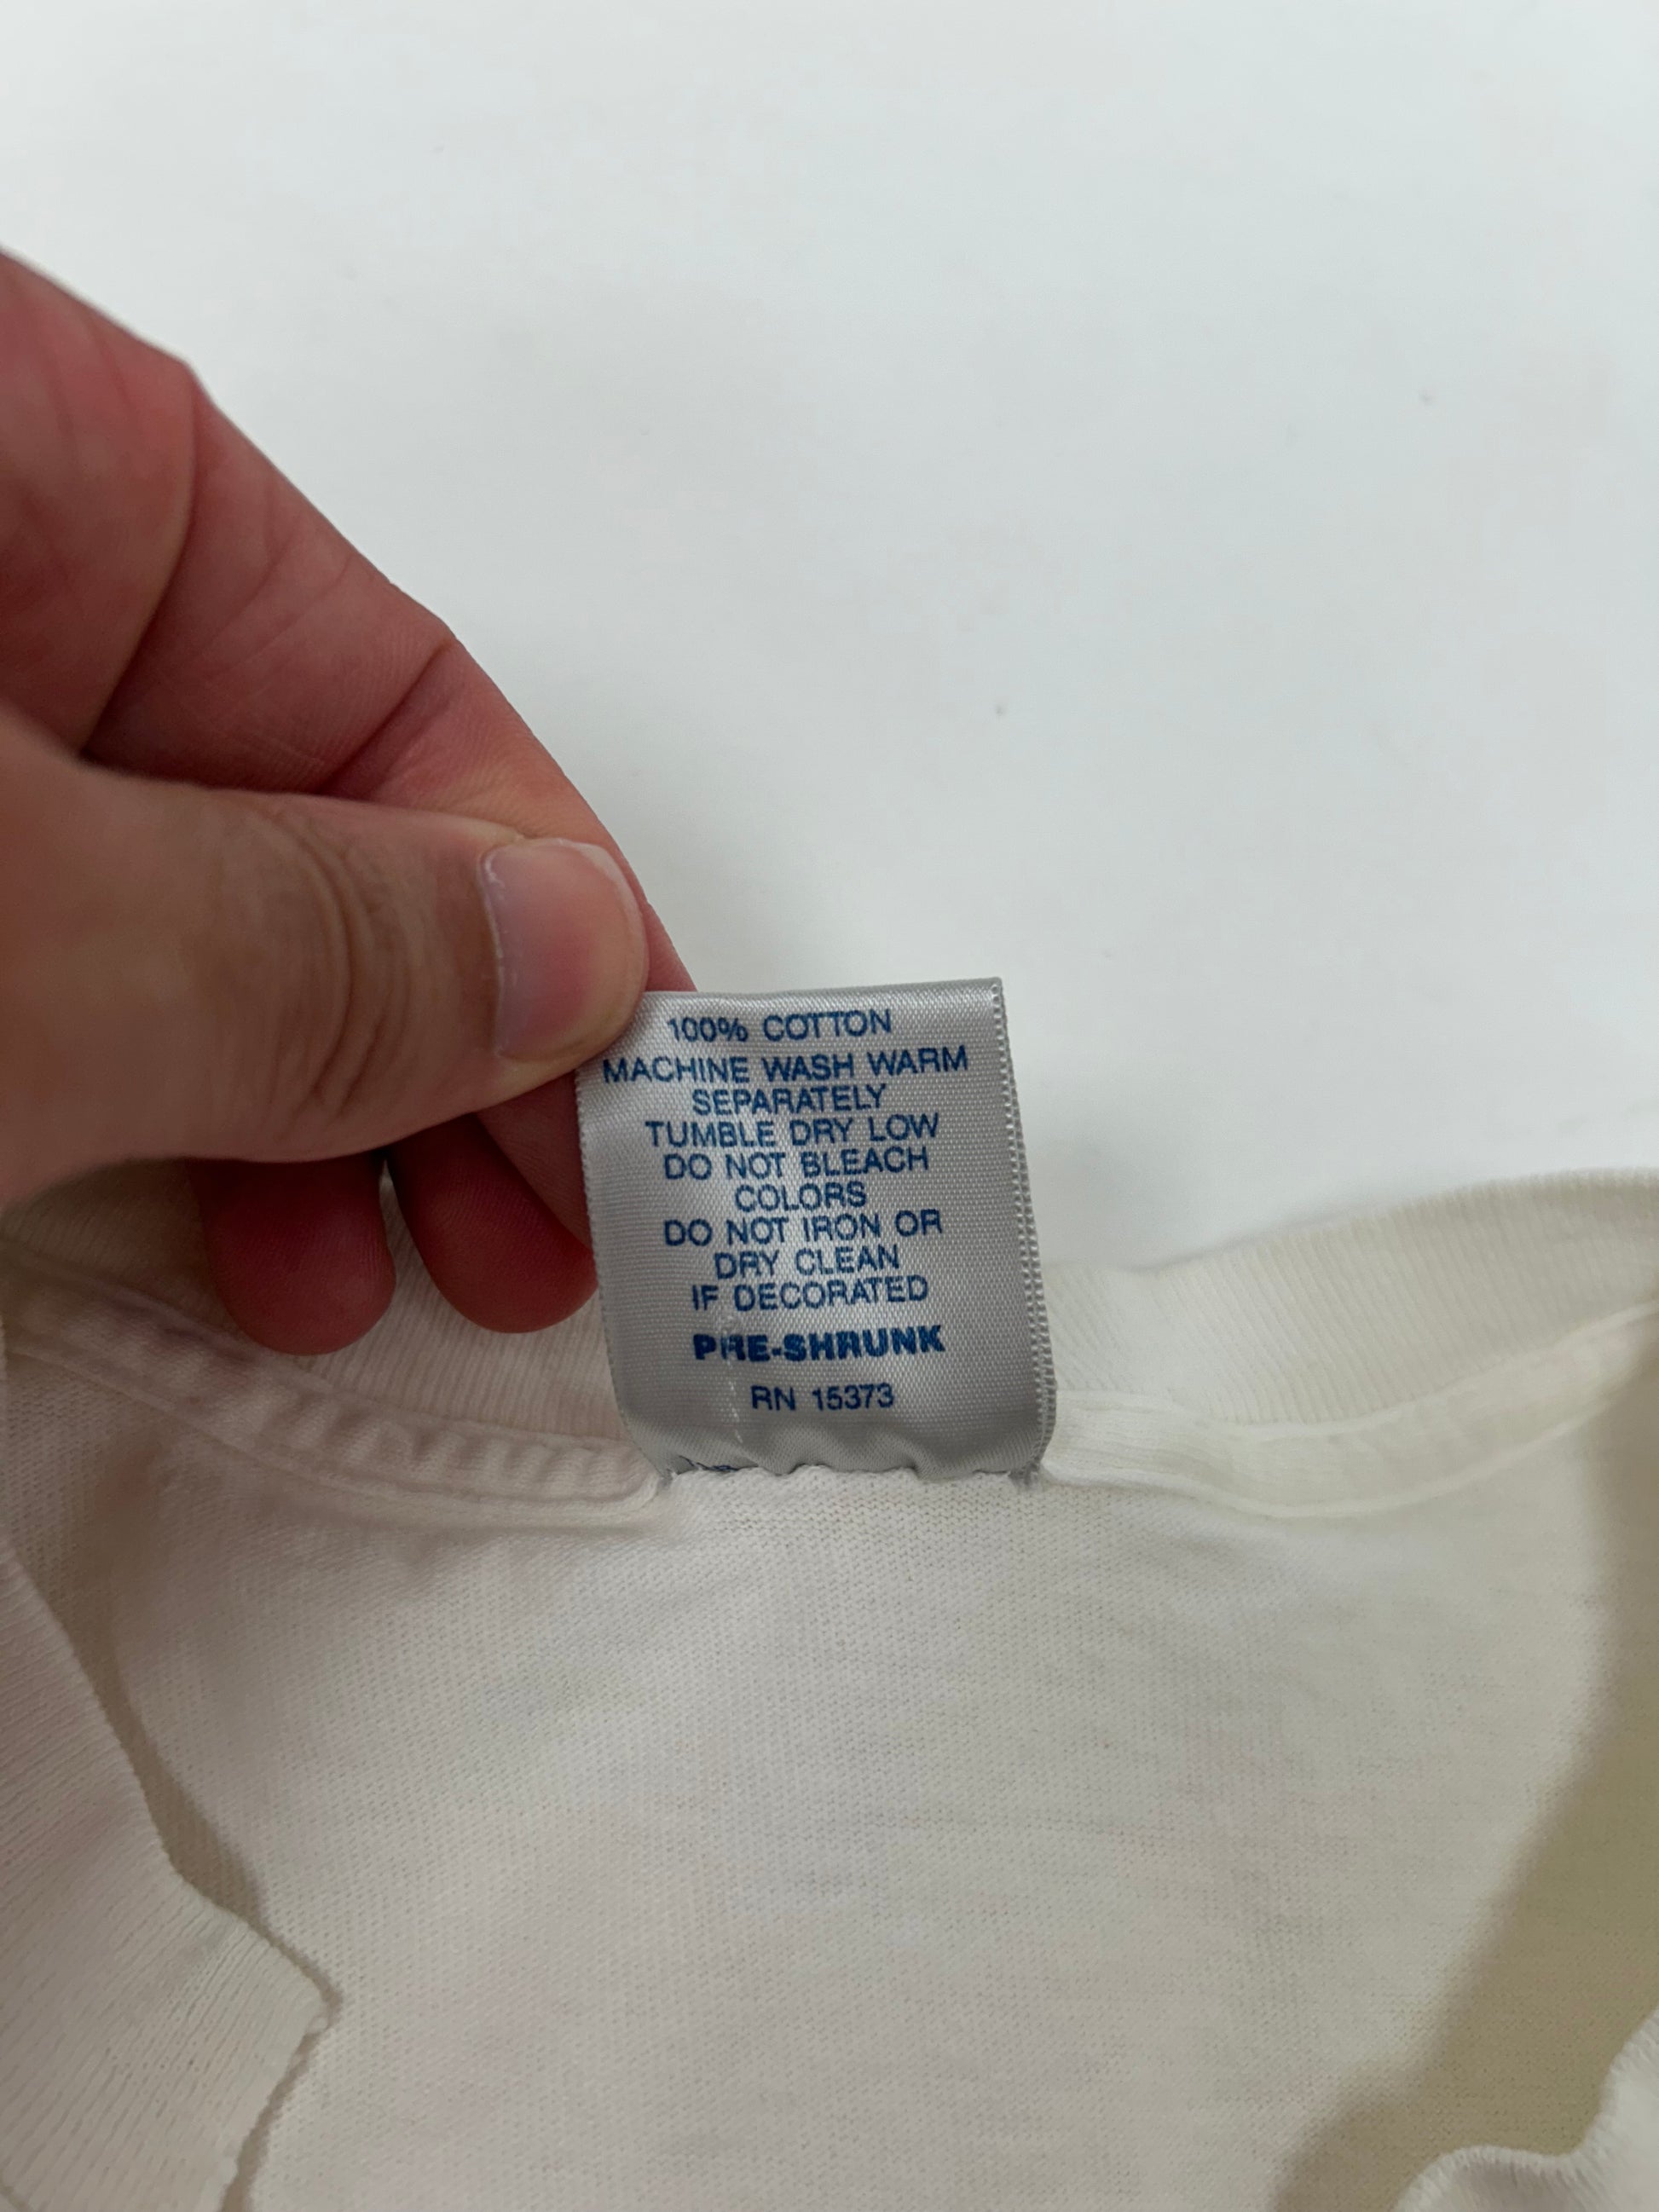 100% COTTON
MACHINE WASH WARM
SEPARATELY
TUMBLE DRY LOW
DO NOT BLEACH
COLORS
DO NOT IRON OR
DRY CLEAN
IF DECORATED
PRE-SHRUNK
RN 15373